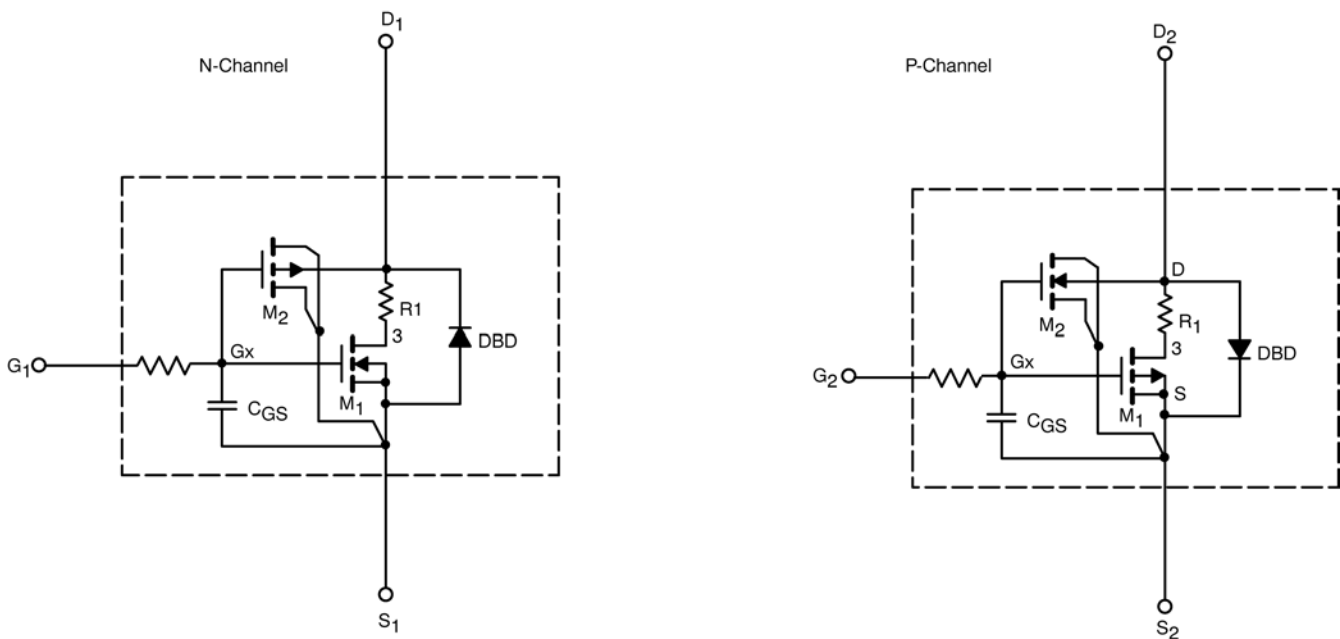 D1
N-Channel
M2
R1
3
DBD
Gx
G1
M1
CGS
S1
D2
P-Channel
D
M2
R1
3
DBD
Gx
G2
S
M1
CGS
S2